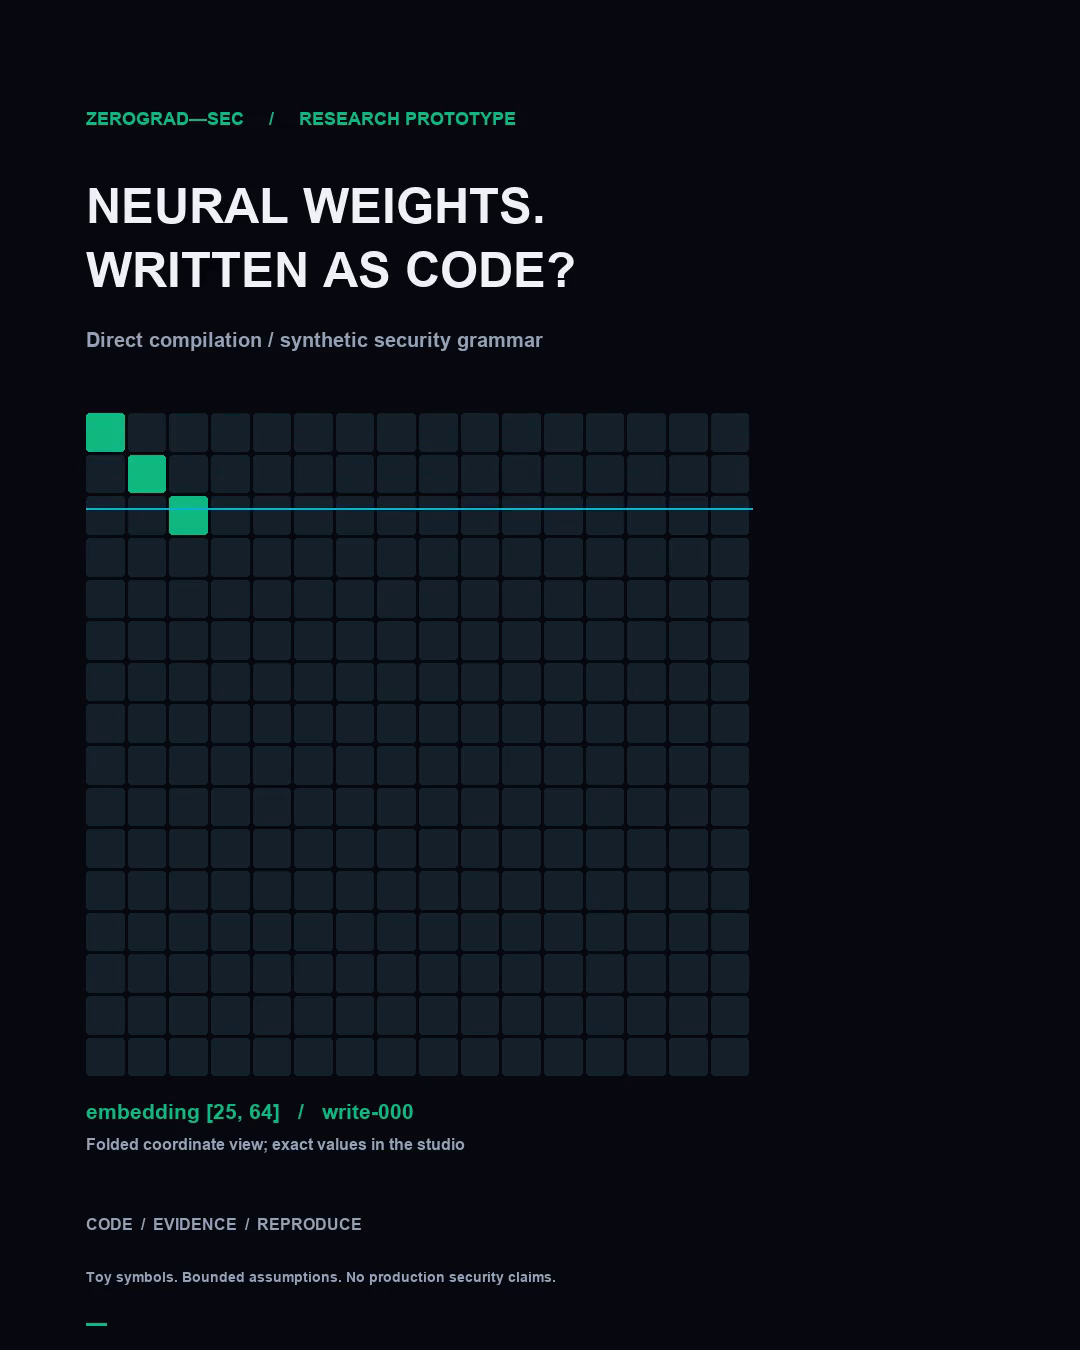 ZEROGRAD—SEC / RESEARCH PROTOTYPE
NEURAL WEIGHTS.
WRITTEN AS CODE?
Direct compilation / synthetic security grammar
embedding [25, 64] / write-000
Folded coordinate view; exact values in the studio
CODE / EVIDENCE / REPRODUCE
Toy symbols. Bounded assumptions. No production security claims.